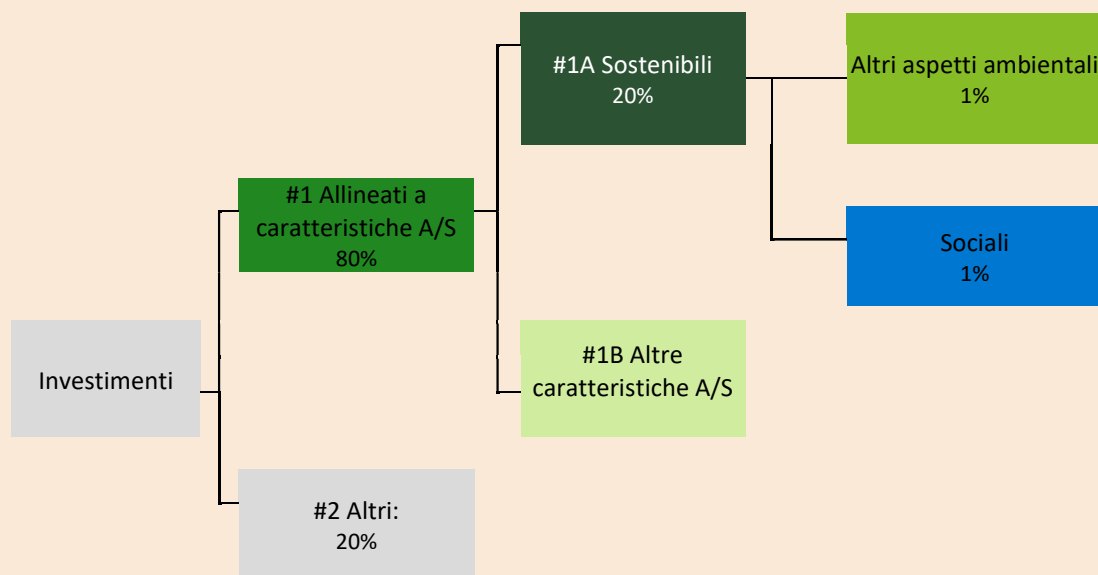 #1A Sostenibili
20%
Altri aspetti ambientali
1%
#1 Allineati a
caratteristiche A/S
80%
Sociali
1%
Investimenti
#1B Altre
caratteristiche A/S
#2 Altri:
20%